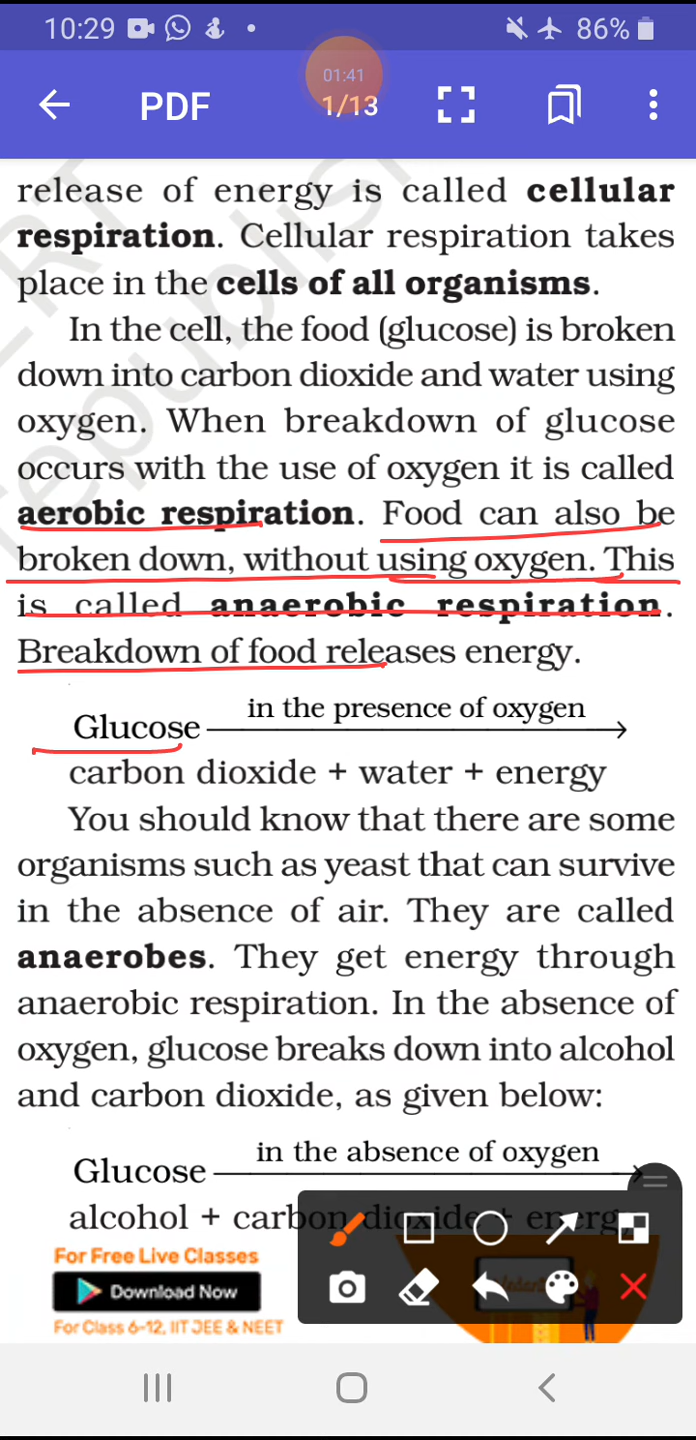 10:29 86%
01:41
PDF 1/13
release of energy is called cellular
respiration. Cellular respiration takes
place in the cells of all organisms.
In the cell, the food (glucose) is broken
down into carbon dioxide and water using
oxygen. When breakdown of glucose
occurs with the use of oxygen it is called
aerobic respiration. Food can also be
broken down, without using oxygen. This
is called anaerobic respiration.
Breakdown of food releases energy.
in the presence of oxygen
Glucose
carbon dioxide + water + energy
You should know that there are some
organisms such as yeast that can survive
in the absence of air. They are called
anaerobes. They get energy through
anaerobic respiration. In the absence of
oxygen, glucose breaks down into alcohol
and carbon dioxide, as given below:
in the absence of oxygen
Glucose
alcohol + carbon dioxide + energ
For Free Live Classes
Download Now
For Class 6-12, IIT JEE & NEET